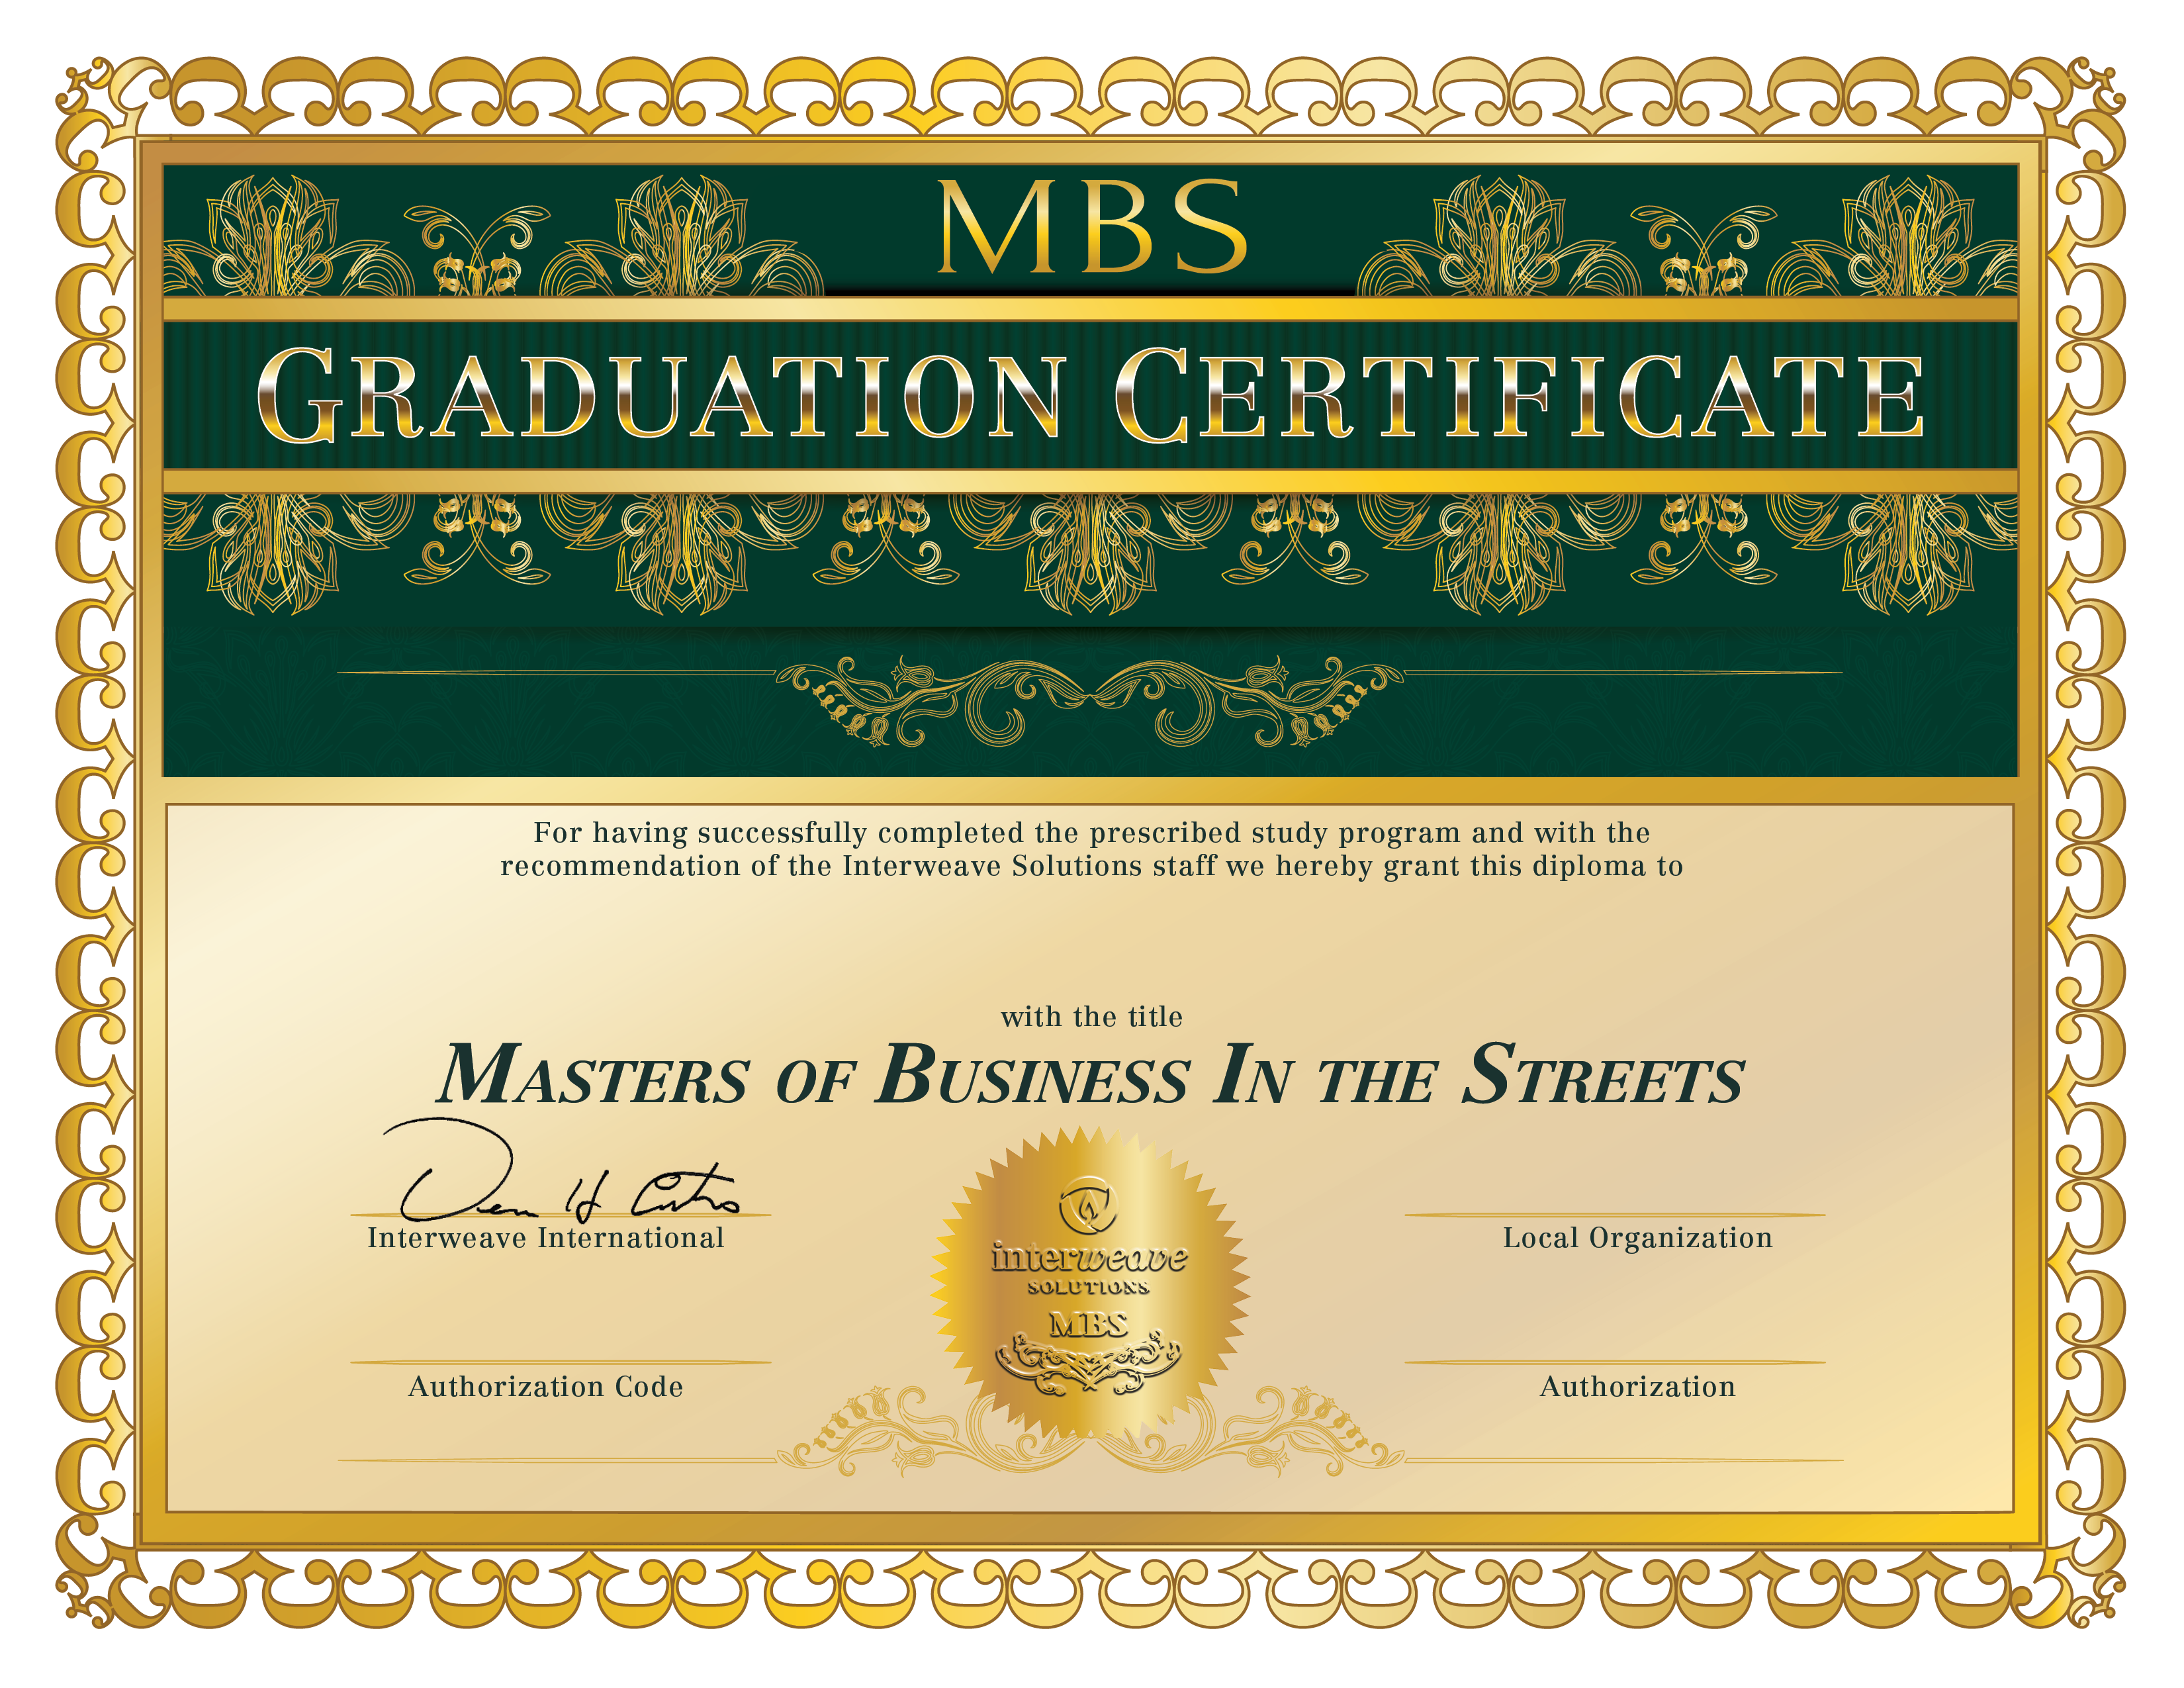 MBS
GRADUATION CERTIFICATE
For having successfully completed the prescribed study program and with the
recommendation of the Interweave Solutions staff we hereby grant this diploma to
with the title
MASTERS OF BUSINESS IN THE STREETS
Interweave International
Local Organization
interweave
SOLUTIONS
MBS
Authorization Code
Authorization